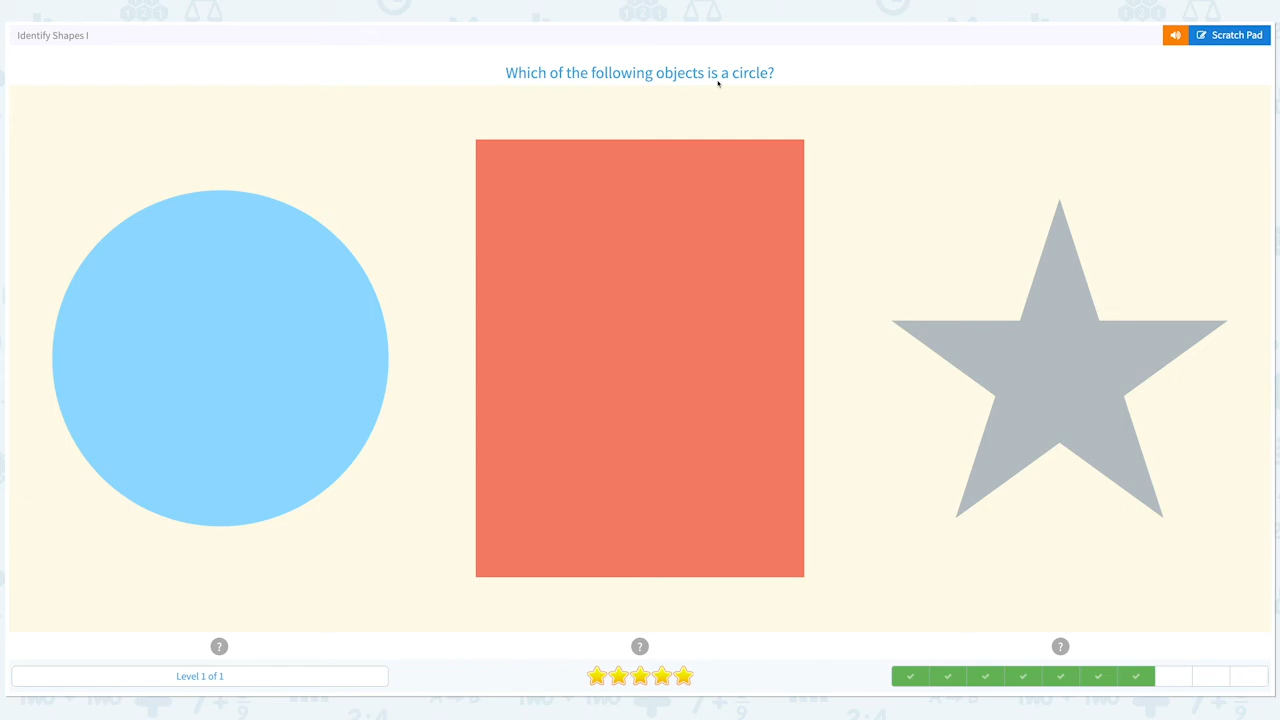 Identify Shapes I
Scratch Pad
Which of the following objects is a circle?
? ? ?
Level 1 of 1